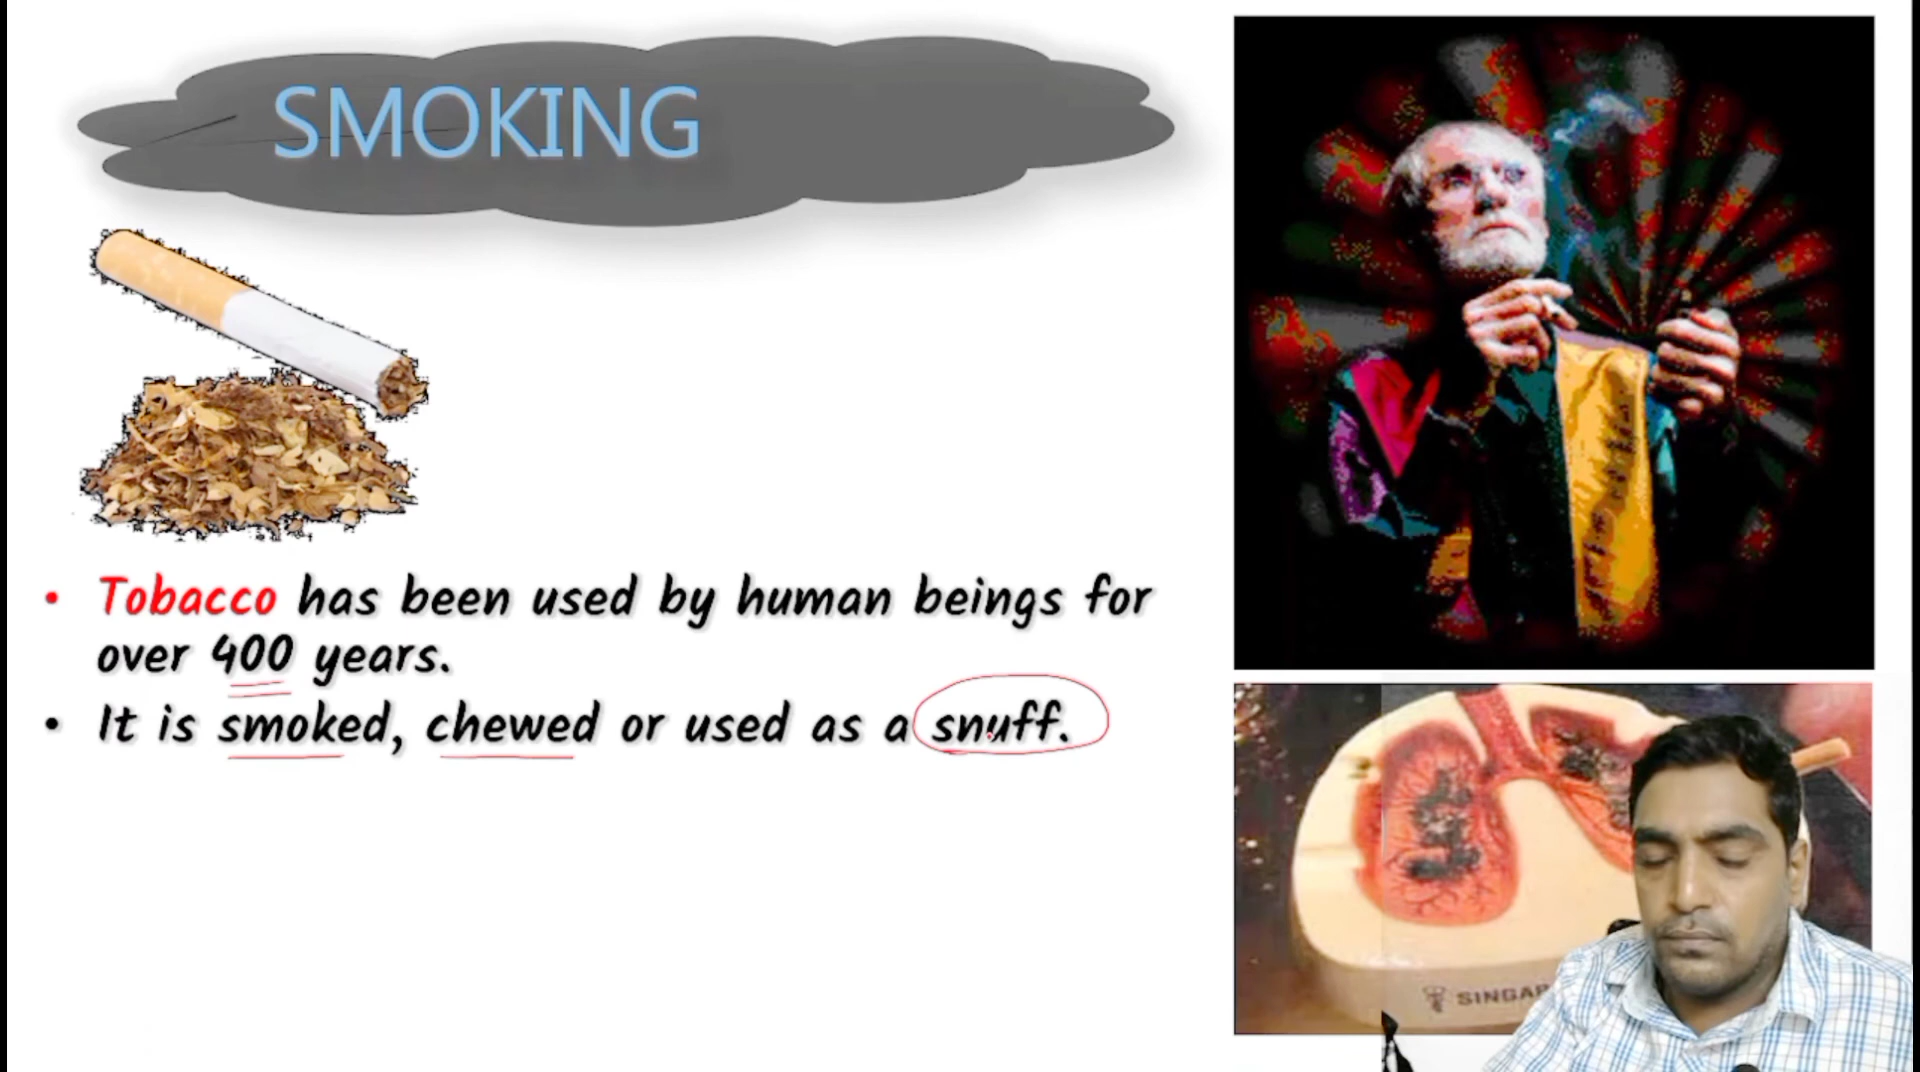 SMOKING
• Tobacco has been used by human beings for
over 400 years.
• It is smoked, chewed or used as a snuff.